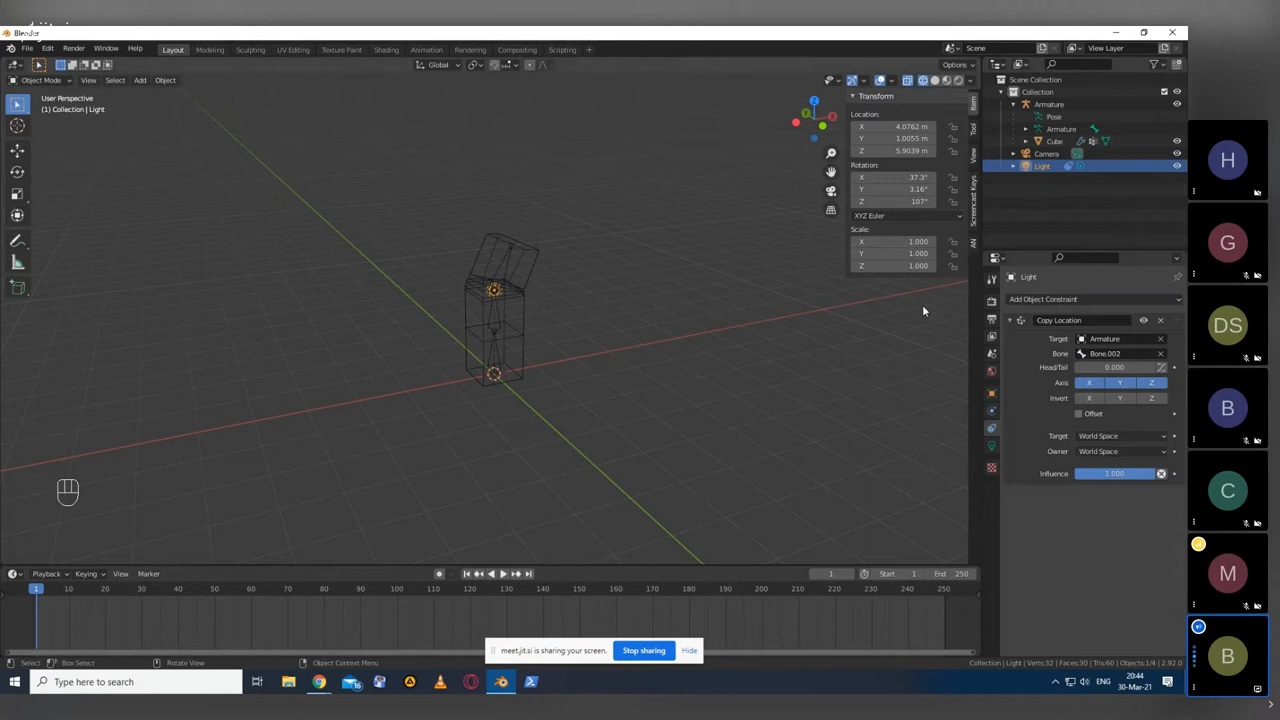 Blender
File Edit Render Window Help Layout Modeling Sculpting UV Editing Texture Paint Shading Animation Rendering Compositing Scripting + Scene View Layer
Global Options
Object Mode View Select Add Object
User Perspective
(1) Collection | Light
Transform
Location:
X 4.0762 m
Y 1.0055 m
Z 5.9039 m
Rotation:
X 37.3°
Y 3.16°
Z 107°
XYZ Euler
Scale:
X 1.000
Y 1.000
Z 1.000
Item
Tool
View
Screencast Keys
AN
Scene Collection
Collection
Armature
Pose
Armature
Cube
Camera
Light
Light
Add Object Constraint
Copy Location
Target Armature
Bone Bone.002
Head/Tail 0.000
Axis X Y Z
Invert X Y Z
Offset
Target World Space
Owner World Space
Influence 1.000
H
G
DS
B
C
M
B
Playback Keying View Marker 1 Start 1 End 250
1 10 20 30 40 50 60 70 80 90 100 110 120 130 140 150 160 170 180 190 200 210 220 230 240 250
meet.jit.si is sharing your screen. Stop sharing Hide
Select Box Select Rotate View Object Context Menu Collection | Light | Verts:32 | Faces:30 | Tris:60 | Objects:1/4 | 2.92.0
Type here to search 16 ENG 20:44
30-Mar-21